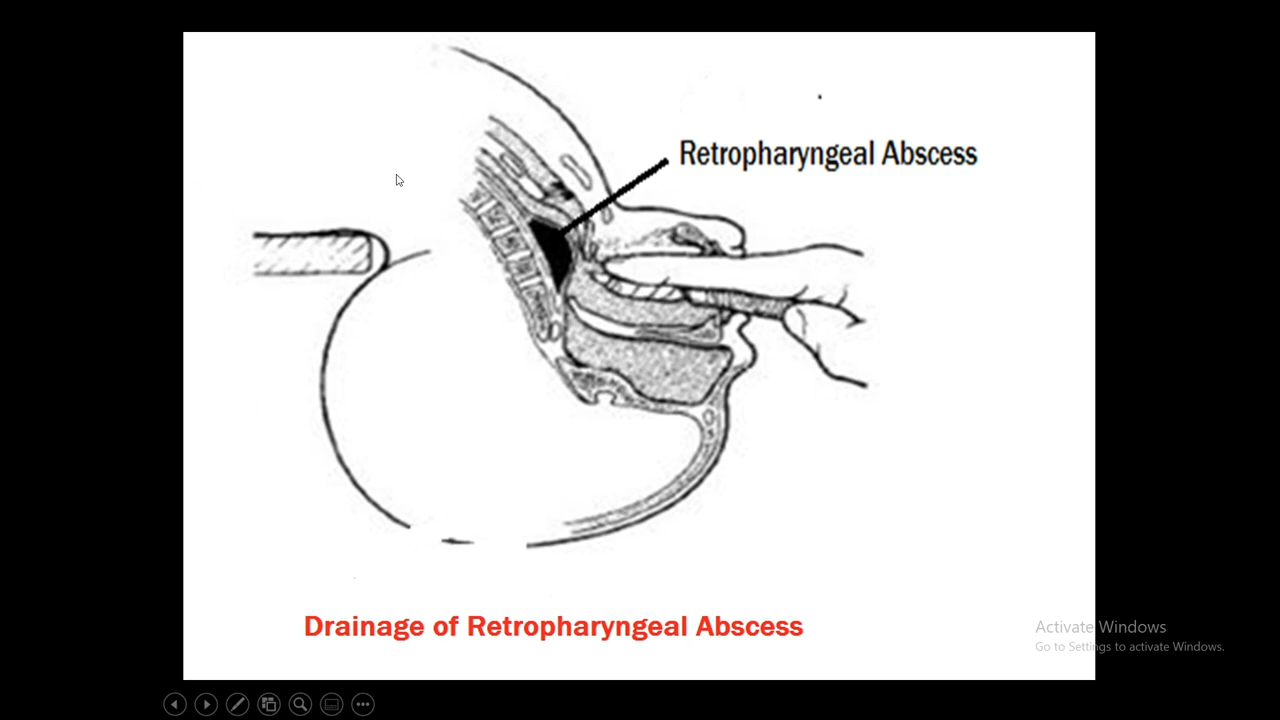 Retropharyngeal Abscess
Drainage of Retropharyngeal Abscess
Activate Windows
Go to Settings to activate Windows.